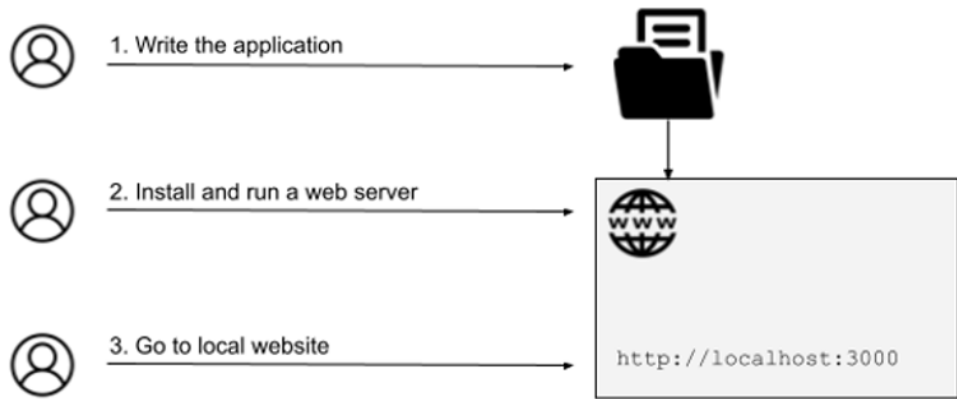 1. Write the application
2. Install and run a web server
WWW
3. Go to local website
http://localhost:3000